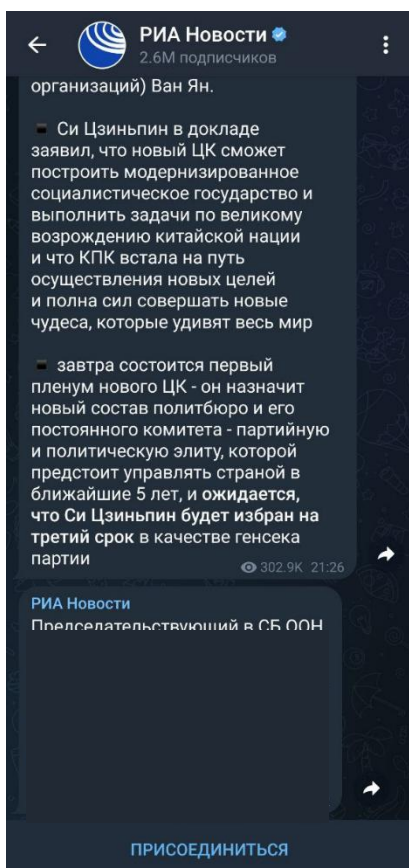 РИА Новости
2.6M подписчиков
организаций) Ван Ян.
Си Цзиньпин в докладе
заявил, что новый ЦК сможет
построить модернизированное
социалистическое государство и
выполнить задачи по великому
возрождению китайской нации
и что КПК встала на путь
осуществления новых целей
и полна сил совершать новые
чудеса, которые удивят весь мир
завтра состоится первый
пленум нового ЦК - он назначит
новый состав политбюро и его
постоянного комитета - партийную
и политическую элиту, которой
предстоит управлять страной в
ближайшие 5 лет, и ожидается,
что Си Цзиньпин будет избран на
третий срок в качестве генсека
партии
302.9K 21:26
РИА Новости
Председательствующий в СБ ООН
ПРИСОЕДИНИТЬСЯ